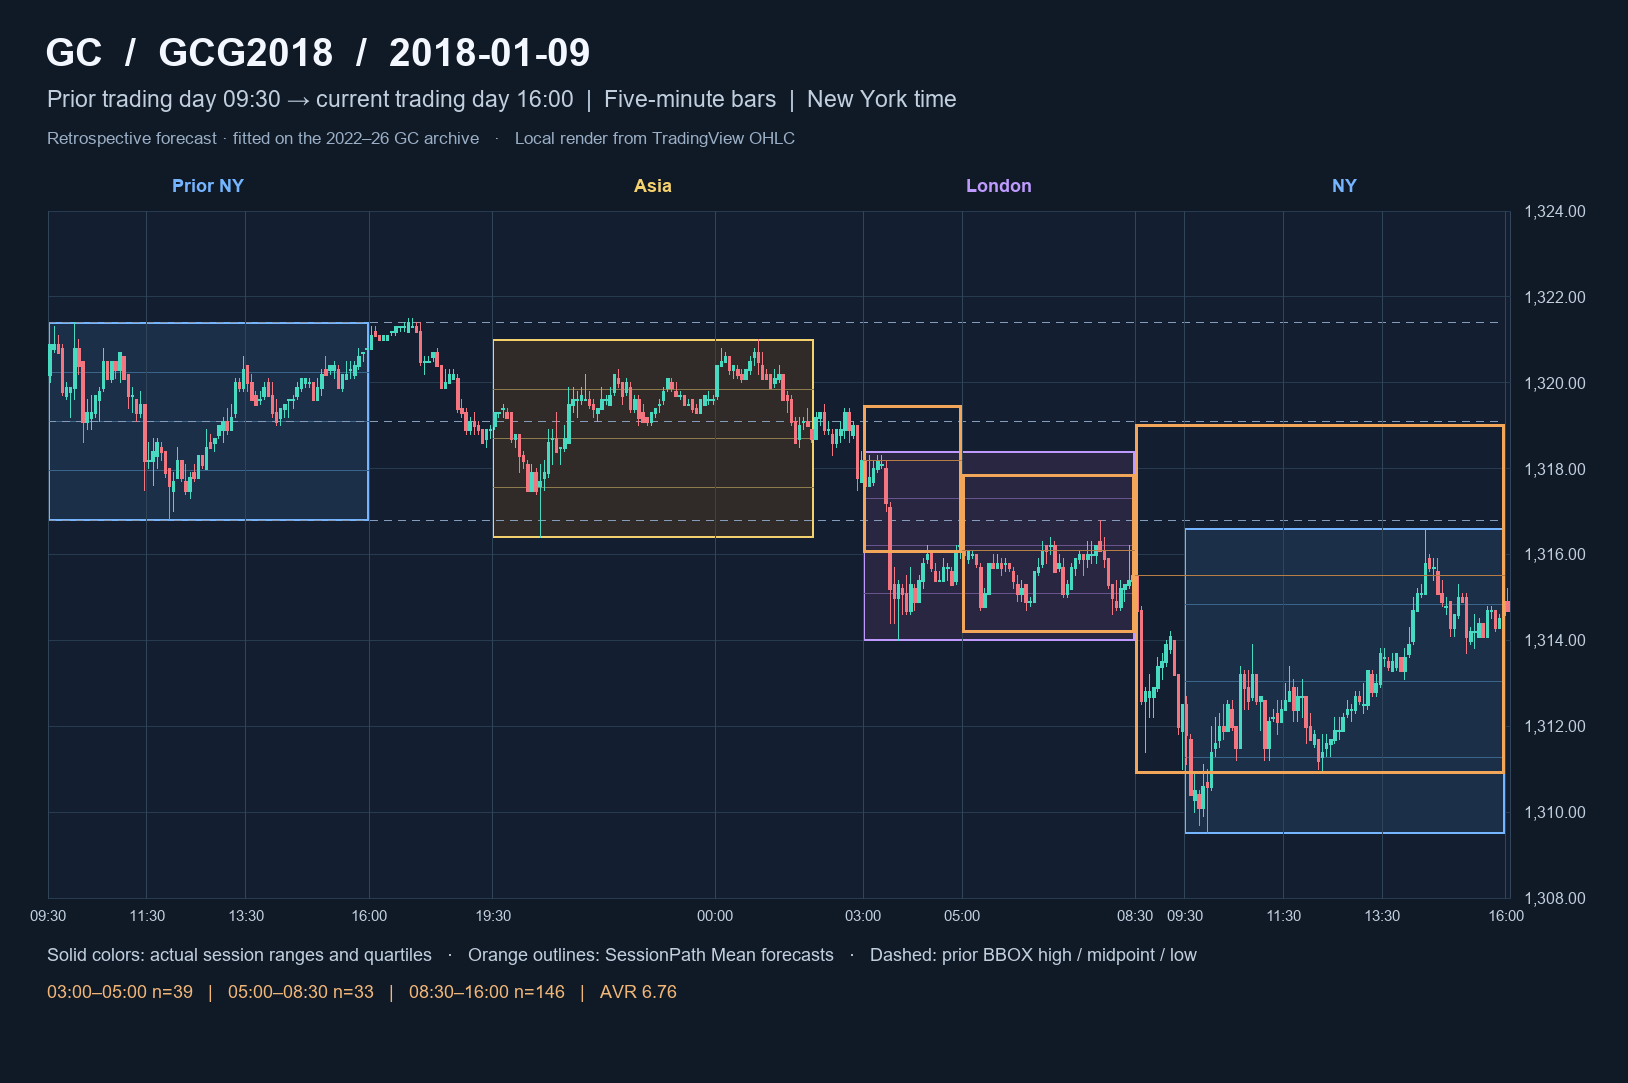 GC / GCG2018 / 2018-01-09
Prior trading day 09:30 → current trading day 16:00 | Five-minute bars | New York time
Retrospective forecast · fitted on the 2022–26 GC archive · Local render from TradingView OHLC
Prior NY Asia London NY
1,324.00
1,322.00
1,320.00
1,318.00
1,316.00
1,314.00
1,312.00
1,310.00
1,308.00
09:30 11:30 13:30 16:00 19:30 00:00 03:00 05:00 08:30 09:30 11:30 13:30 16:00
Solid colors: actual session ranges and quartiles · Orange outlines: SessionPath Mean forecasts · Dashed: prior BBOX high / midpoint / low
03:00–05:00 n=39 | 05:00–08:30 n=33 | 08:30–16:00 n=146 | AVR 6.76